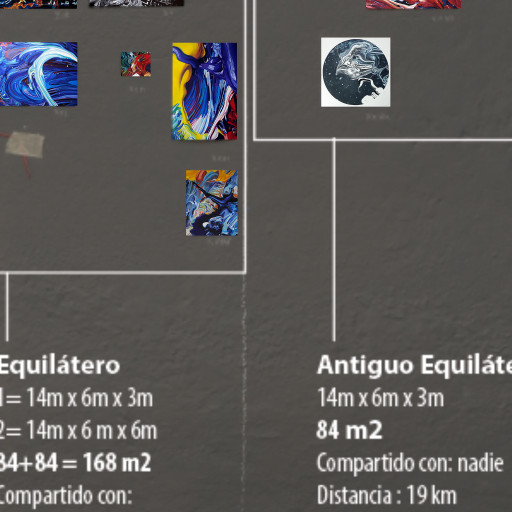 Equilátero
1= 14m x 6m x 3m
2= 14m x 6 m x 6m
84+84 = 168 m2
Compartido con:
Antiguo Equiláte
14m x 6m x 3m
84 m2
Compartido con: nadie
Distancia : 19 km